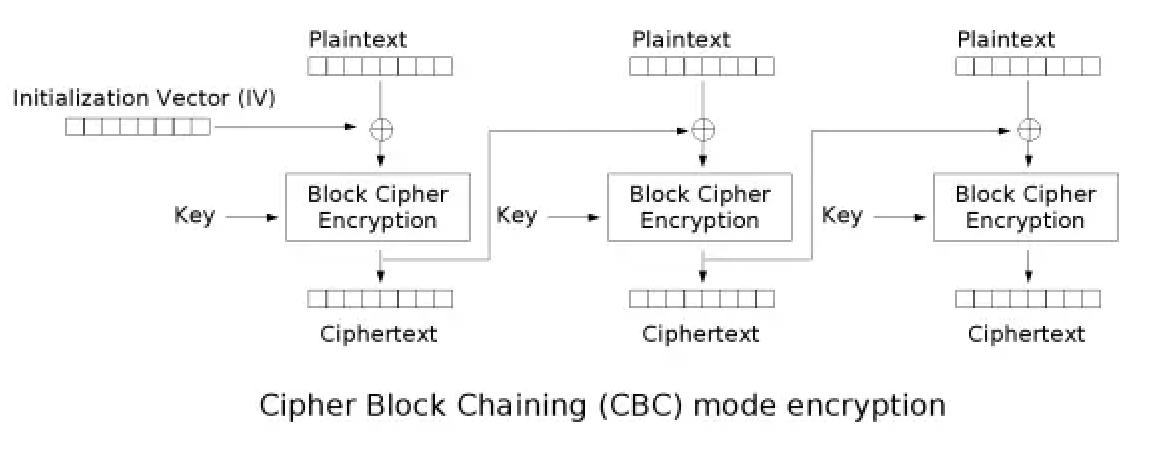 Plaintext
Plaintext
Plaintext
Initialization Vector (IV)
Key
Block Cipher
Encryption
Key
Block Cipher
Encryption
Key
Block Cipher
Encryption
Ciphertext
Ciphertext
Ciphertext
Cipher Block Chaining (CBC) mode encryption